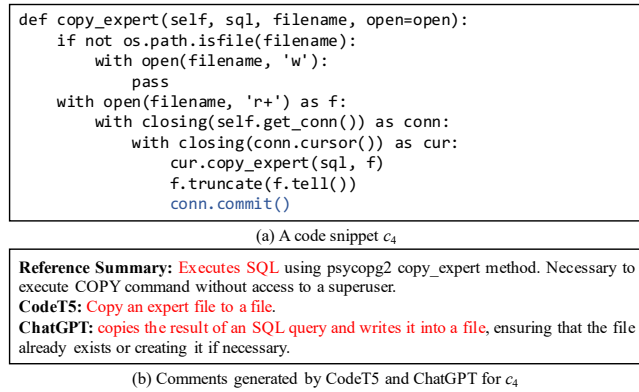 def copy_expert(self, sql, filename, open=open):
    if not os.path.isfile(filename):
        with open(filename, 'w'):
            pass
    with open(filename, 'r+') as f:
        with closing(self.get_conn()) as conn:
            with closing(conn.cursor()) as cur:
                cur.copy_expert(sql, f)
                f.truncate(f.tell())
                conn.commit()
(a) A code snippet c4
Reference Summary: Executes SQL using psycopg2 copy_expert method. Necessary to
execute COPY command without access to a superuser.
CodeT5: Copy an expert file to a file.
ChatGPT: copies the result of an SQL query and writes it into a file, ensuring that the file
already exists or creating it if necessary.
(b) Comments generated by CodeT5 and ChatGPT for c4